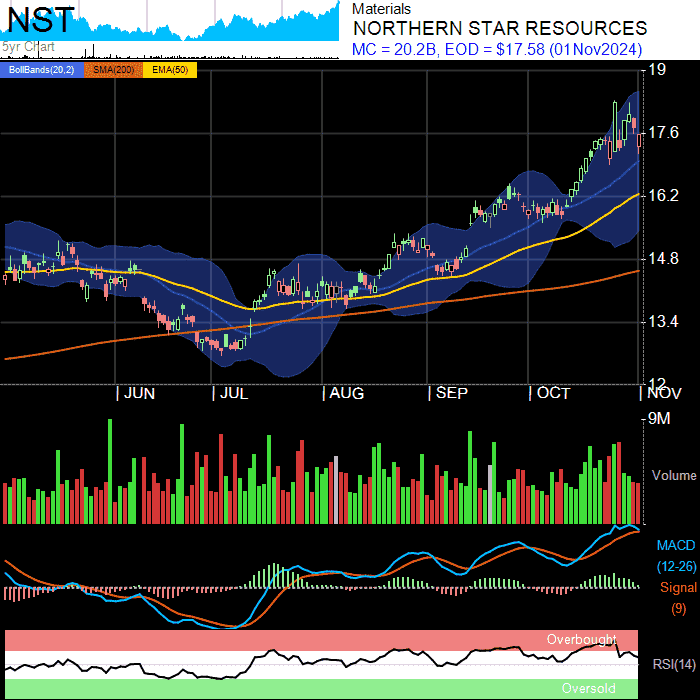 NST
5yr Chart
Materials
NORTHERN STAR RESOURCES
MC = 20.2B, EOD = $17.58 (01Nov2024)
BollBands(20,2) SMA(200) EMA(50)
19
17.6
16.2
14.8
13.4
12
JUN JUL AUG SEP OCT NOV
9M
Volume
MACD
(12-26)
Signal
(9)
Overbought
RSI(14)
Oversold